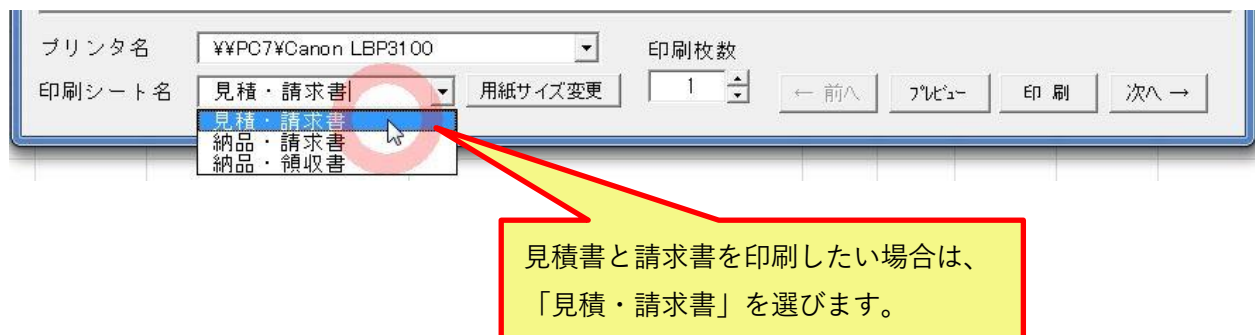 プリンタ名 ¥¥PC7¥Canon LBP3100 印刷枚数
印刷シート名 見積・請求書 用紙サイズ変更 1 ← 前へ ﾌﾟﾚﾋﾞｭｰ 印 刷 次へ →
見積・請求書
納品・請求書
納品・領収書
見積書と請求書を印刷したい場合は、
「見積・請求書」を選びます。